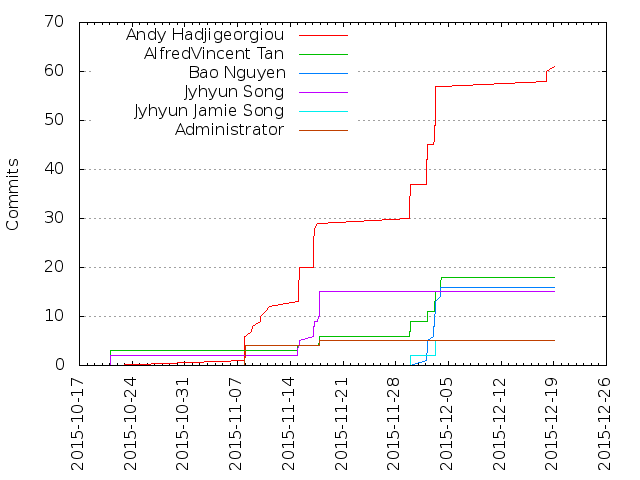 Andy Hadjigeorgiou
AlfredVincent Tan
Bao Nguyen
Jyhyun Song
Jyhyun Jamie Song
Administrator
Commits
70
60
50
40
30
20
10
0
2015-10-17
2015-10-24
2015-10-31
2015-11-07
2015-11-14
2015-11-21
2015-11-28
2015-12-05
2015-12-12
2015-12-19
2015-12-26